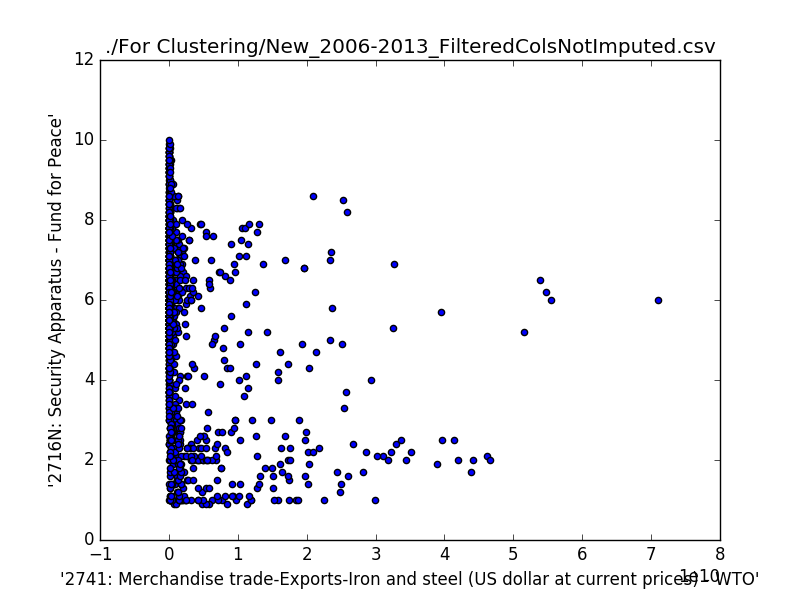 ./For Clustering/New_2006-2013_FilteredColsNotImputed.csv
12
10
8
6
4
2
0
'2716N: Security Apparatus - Fund for Peace'
−1 0 1 2 3 4 5 6 7 8
1e10
'2741: Merchandise trade-Exports-Iron and steel (US dollar at current prices) - WTO'